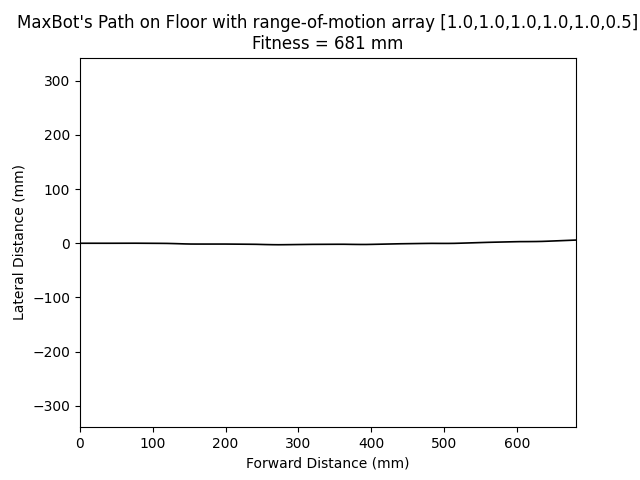 MaxBot's Path on Floor with range-of-motion array [1.0,1.0,1.0,1.0,1.0,0.5]
Fitness = 681 mm
300
200
100
0
−100
−200
−300
Lateral Distance (mm)
0 100 200 300 400 500 600
Forward Distance (mm)